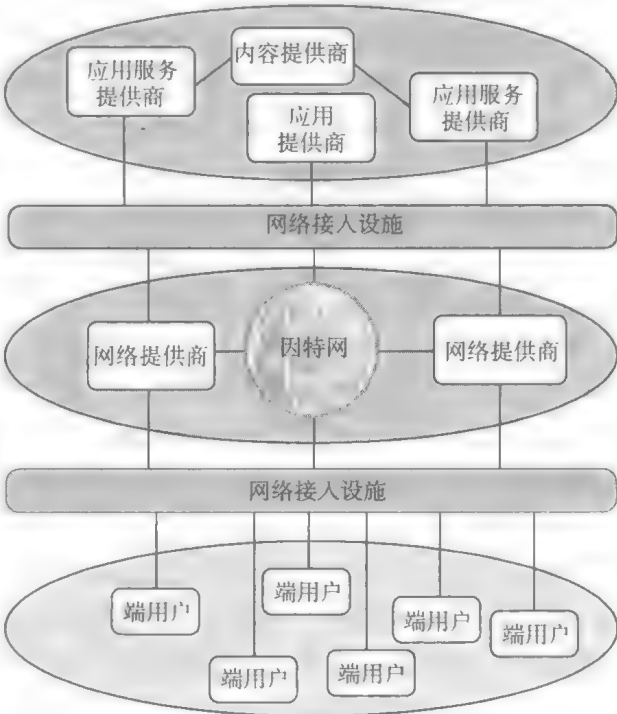 内容提供商
应用服务
提供商
应用服务
提供商
应用
提供商
网络接入设施
网络提供商
因特网
网络提供商
网络接入设施
端用户
端用户
端用户
端用户
端用户
端用户